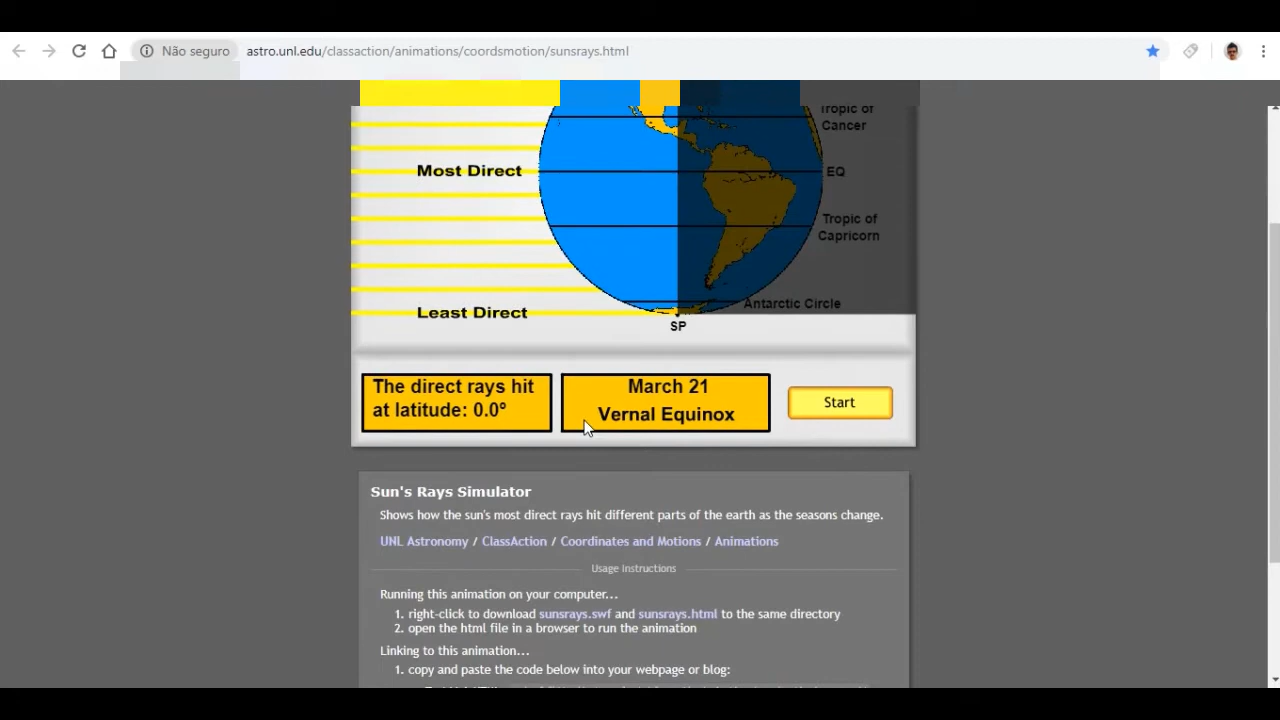 Não seguro
astro.unl.edu/classaction/animations/coordsmotion/sunsrays.html
Tropic of
Cancer
Most Direct
EQ
Tropic of
Capricorn
Antarctic Circle
Least Direct
SP
The direct rays hit
at latitude: 0.0º
March 21
Vernal Equinox
Start
Sun's Rays Simulator
Shows how the sun's most direct rays hit different parts of the earth as the seasons change.
UNL Astronomy / ClassAction / Coordinates and Motions / Animations
Usage Instructions
Running this animation on your computer...
1. right-click to download sunsrays.swf and sunsrays.html to the same directory
2. open the html file in a browser to run the animation
Linking to this animation...
1. copy and paste the code below into your webpage or blog: